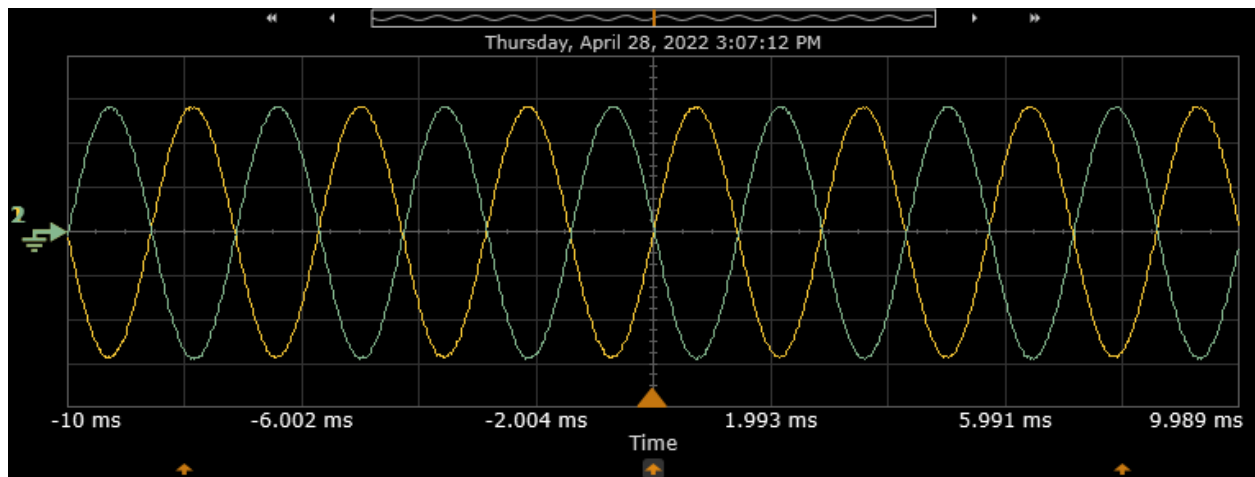 Thursday, April 28, 2022 3:07:12 PM
2
-10 ms -6.002 ms -2.004 ms 1.993 ms 5.991 ms 9.989 ms
Time